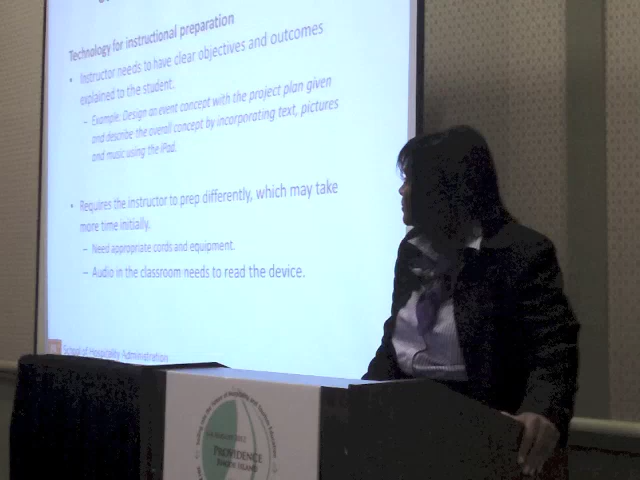 Technology for instructional preparation
• Instructor needs to have clear objectives and outcomes
explained to the student:
– Example: Design an event concept with the project plan given
and describe the overall concept by incorporating text, pictures
and music using the iPad.
• Requires the instructor to prep differently, which may take
more time initially.
– Need appropriate cords and equipment.
– Audio in the classroom needs to read the device.
School of Hospitality Administration
PROVIDENCE
RHODE ISLAND